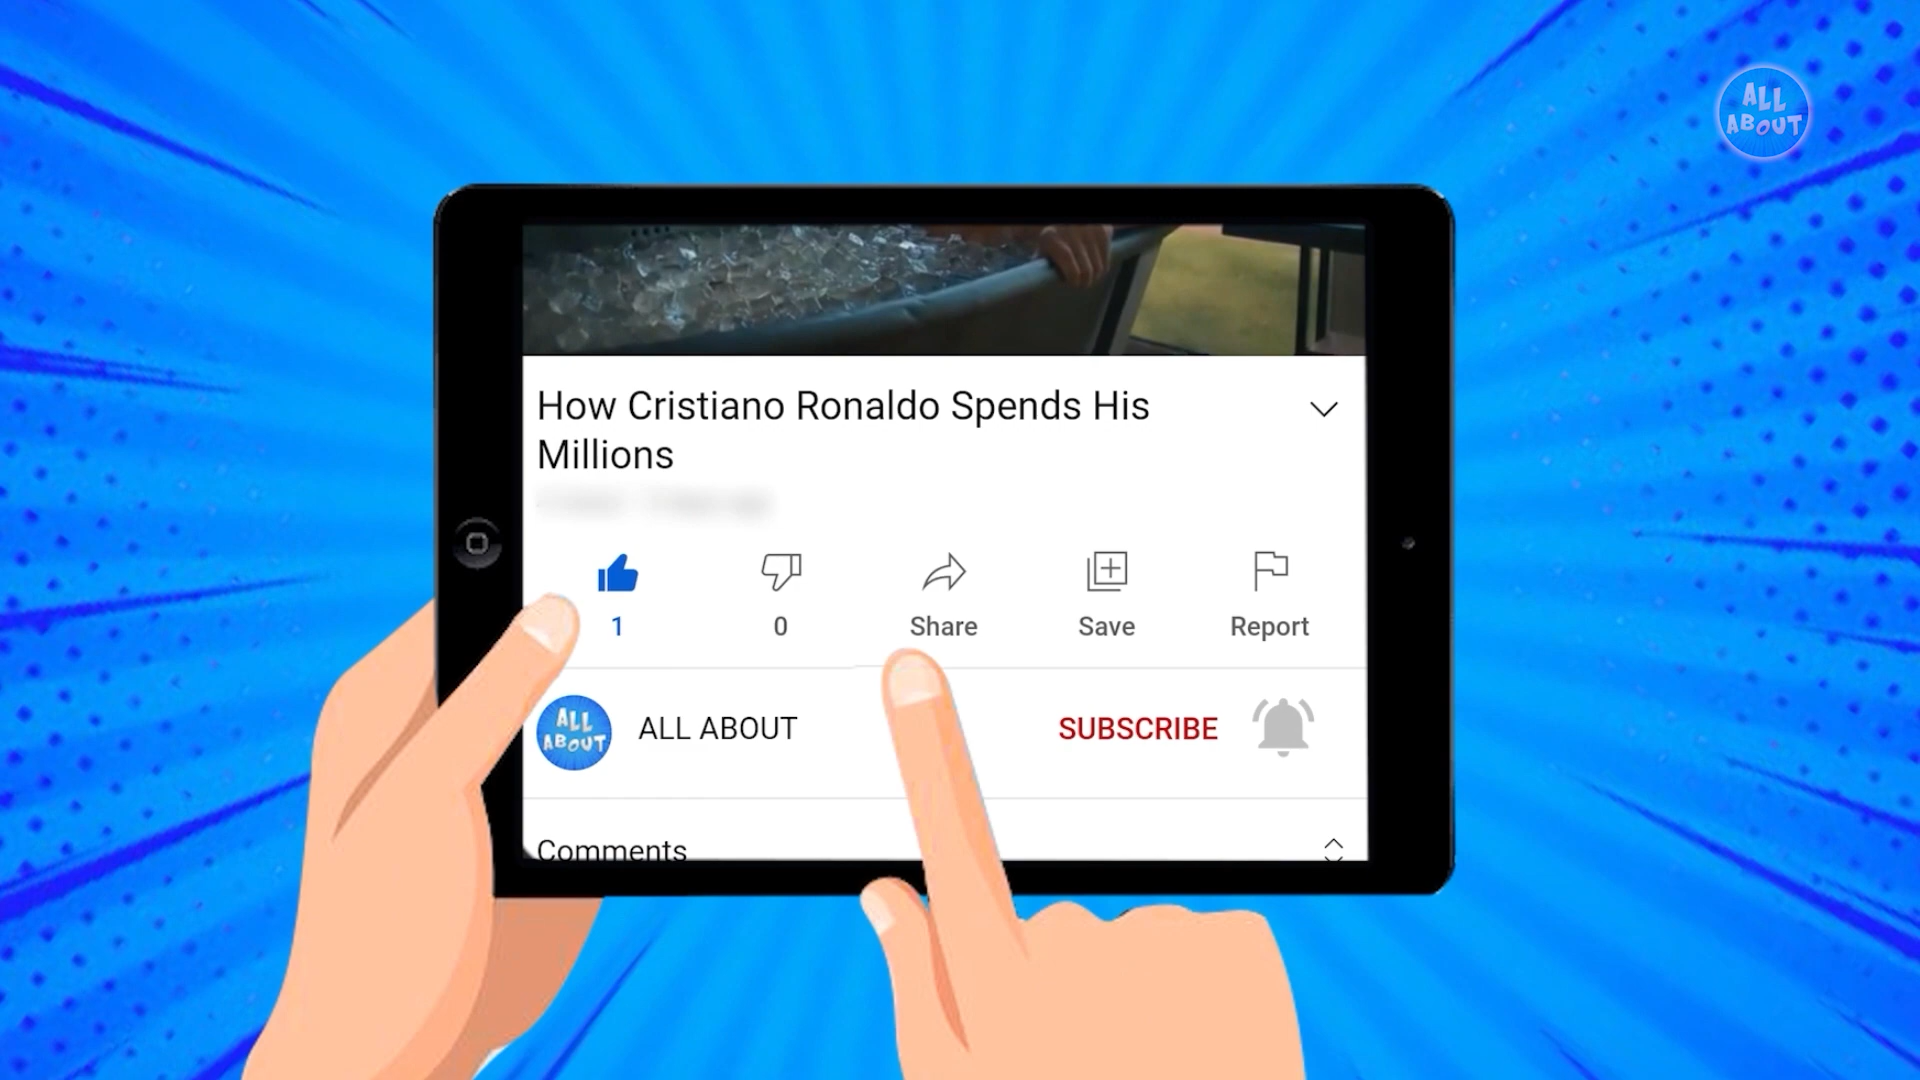 ALL
ABOUT
How Cristiano Ronaldo Spends His
Millions
1
0
Share
Save
Report
ALL
ABOUT
ALL ABOUT
SUBSCRIBE
Comments